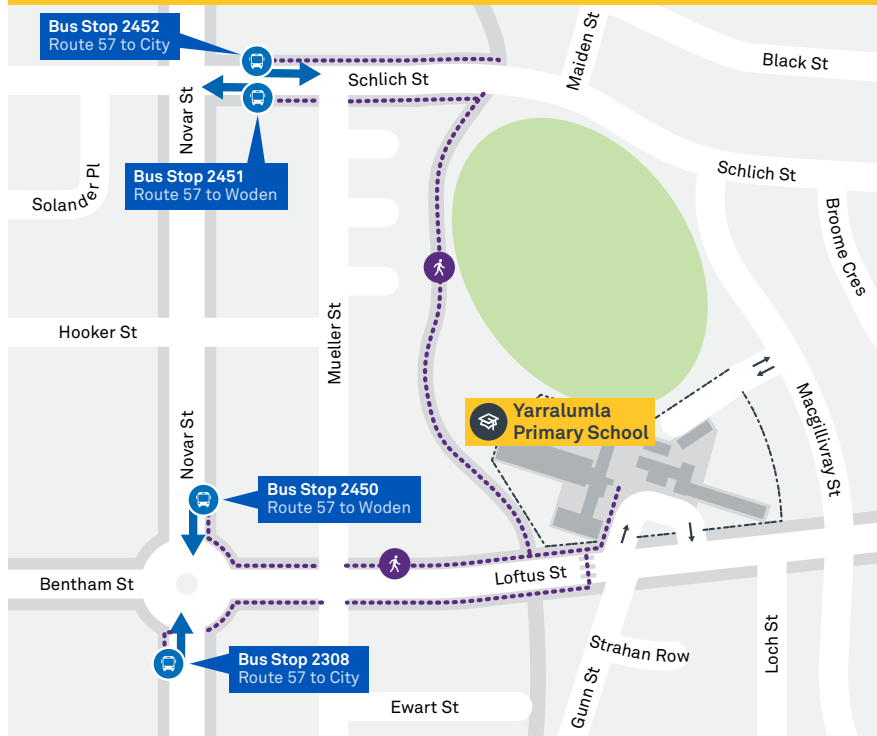 Bus Stop 2452
Route 57 to City
Maiden St
Black St
Schlich St
Novar St
Bus Stop 2451
Route 57 to Woden
Schlich St
Solander Pl
Broome Cres
Hooker St
Mueller St
Yarralumla
Primary School
Macgillivray St
Novar St
Bus Stop 2450
Route 57 to Woden
Bentham St
Loftus St
Bus Stop 2308
Route 57 to City
Strahan Row
Loch St
Gunn St
Ewart St